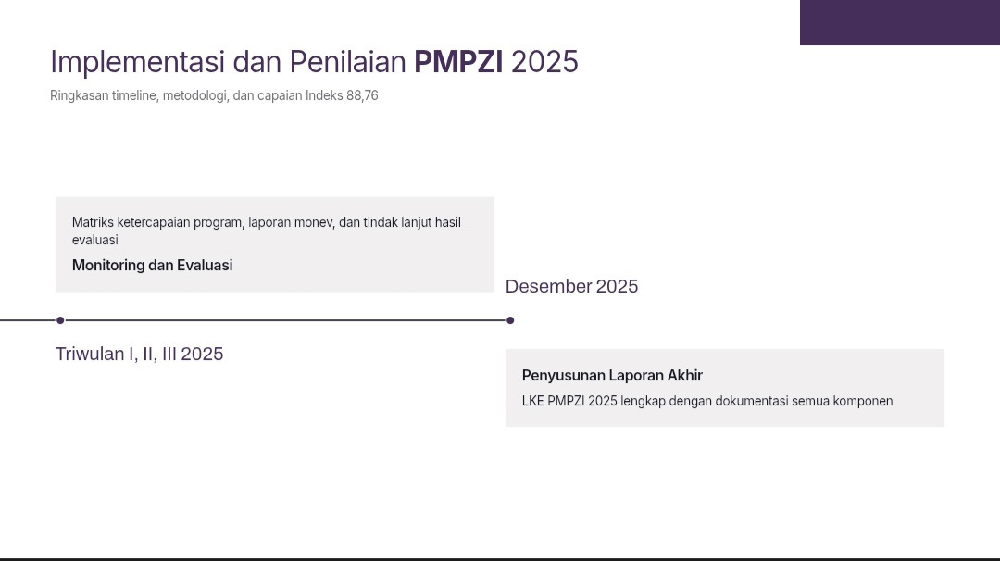 Implementasi dan Penilaian PMPZI 2025
Ringkasan timeline, metodologi, dan capaian Indeks 88,76
Matriks ketercapaian program, laporan monev, dan tindak lanjut hasil
evaluasi
Monitoring dan Evaluasi
Desember 2025
Triwulan I, II, III 2025
Penyusunan Laporan Akhir
LKE PMPZI 2025 lengkap dengan dokumentasi semua komponen